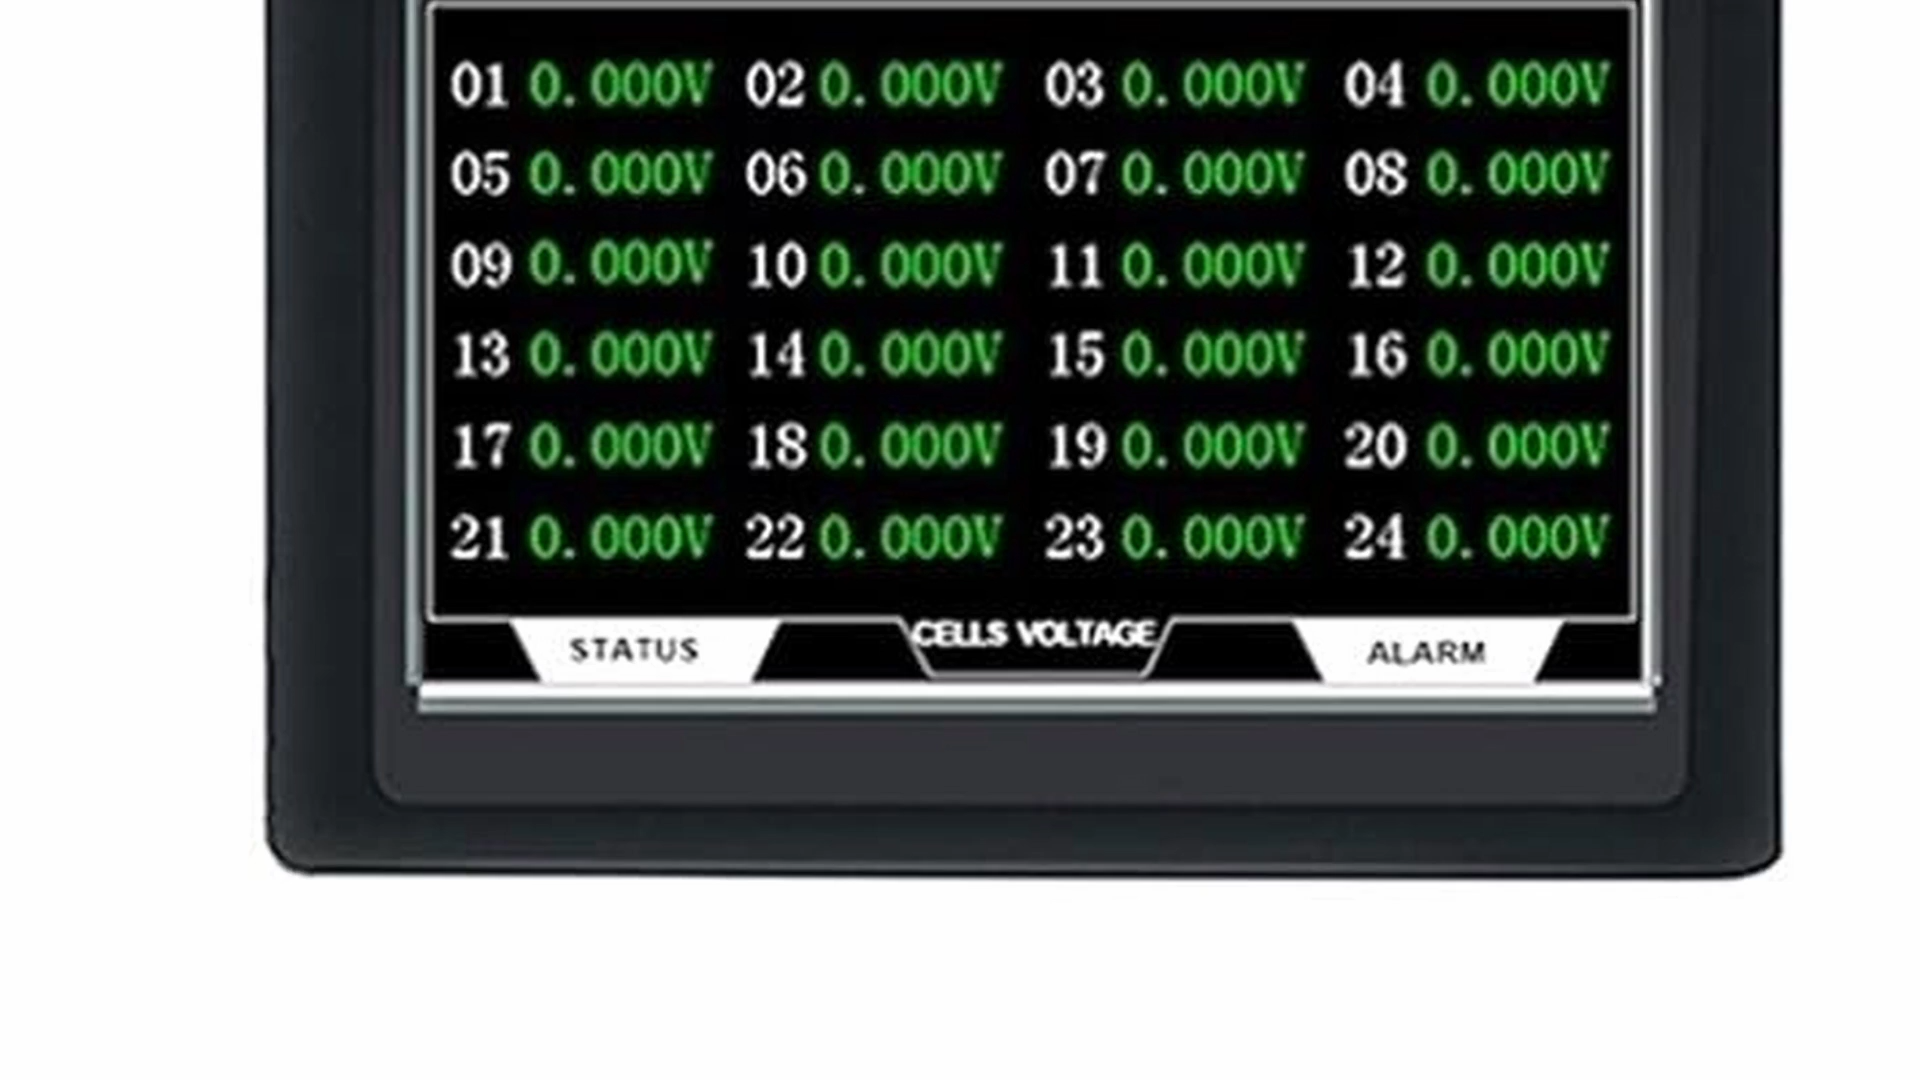 01 0.000V 02 0.000V 03 0.000V 04 0.000V
05 0.000V 06 0.000V 07 0.000V 08 0.000V
09 0.000V 10 0.000V 11 0.000V 12 0.000V
13 0.000V 14 0.000V 15 0.000V 16 0.000V
17 0.000V 18 0.000V 19 0.000V 20 0.000V
21 0.000V 22 0.000V 23 0.000V 24 0.000V
STATUS CELLS VOLTAGE ALARM